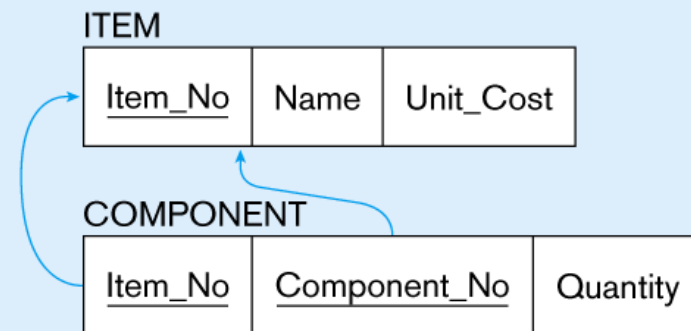 ITEM
Item_No Name Unit_Cost
COMPONENT
Item_No Component_No Quantity